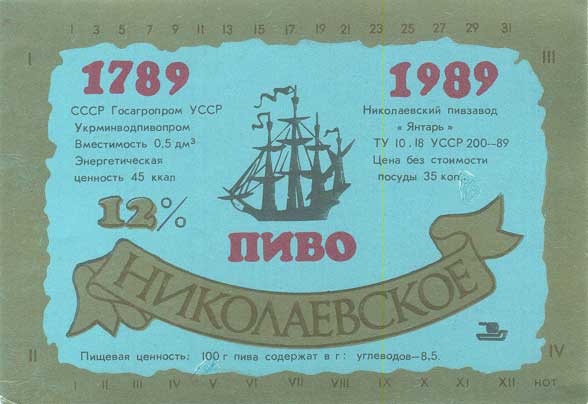 1 3 5 7 9 11 13 15 17 19 21 23 25 27 29 31
I III
1789
СССР Госагропром УССР
Укрминводпивопром
Вместимость 0,5 дм³
Энергетическая
ценность 45 ккал
12%
1989
Николаевский пивзавод
« Янтарь »
ТУ 10.18 УССР 200—89
Цена без стоимости
посуды 35 коп.
ПИВО
НИКОЛАЕВСКОЕ
Пищевая ценность: 100 г пива содержат в г: углеводов—8,5.
II IV
I II III IV V VI VII VIII IX X XI XII НОТ